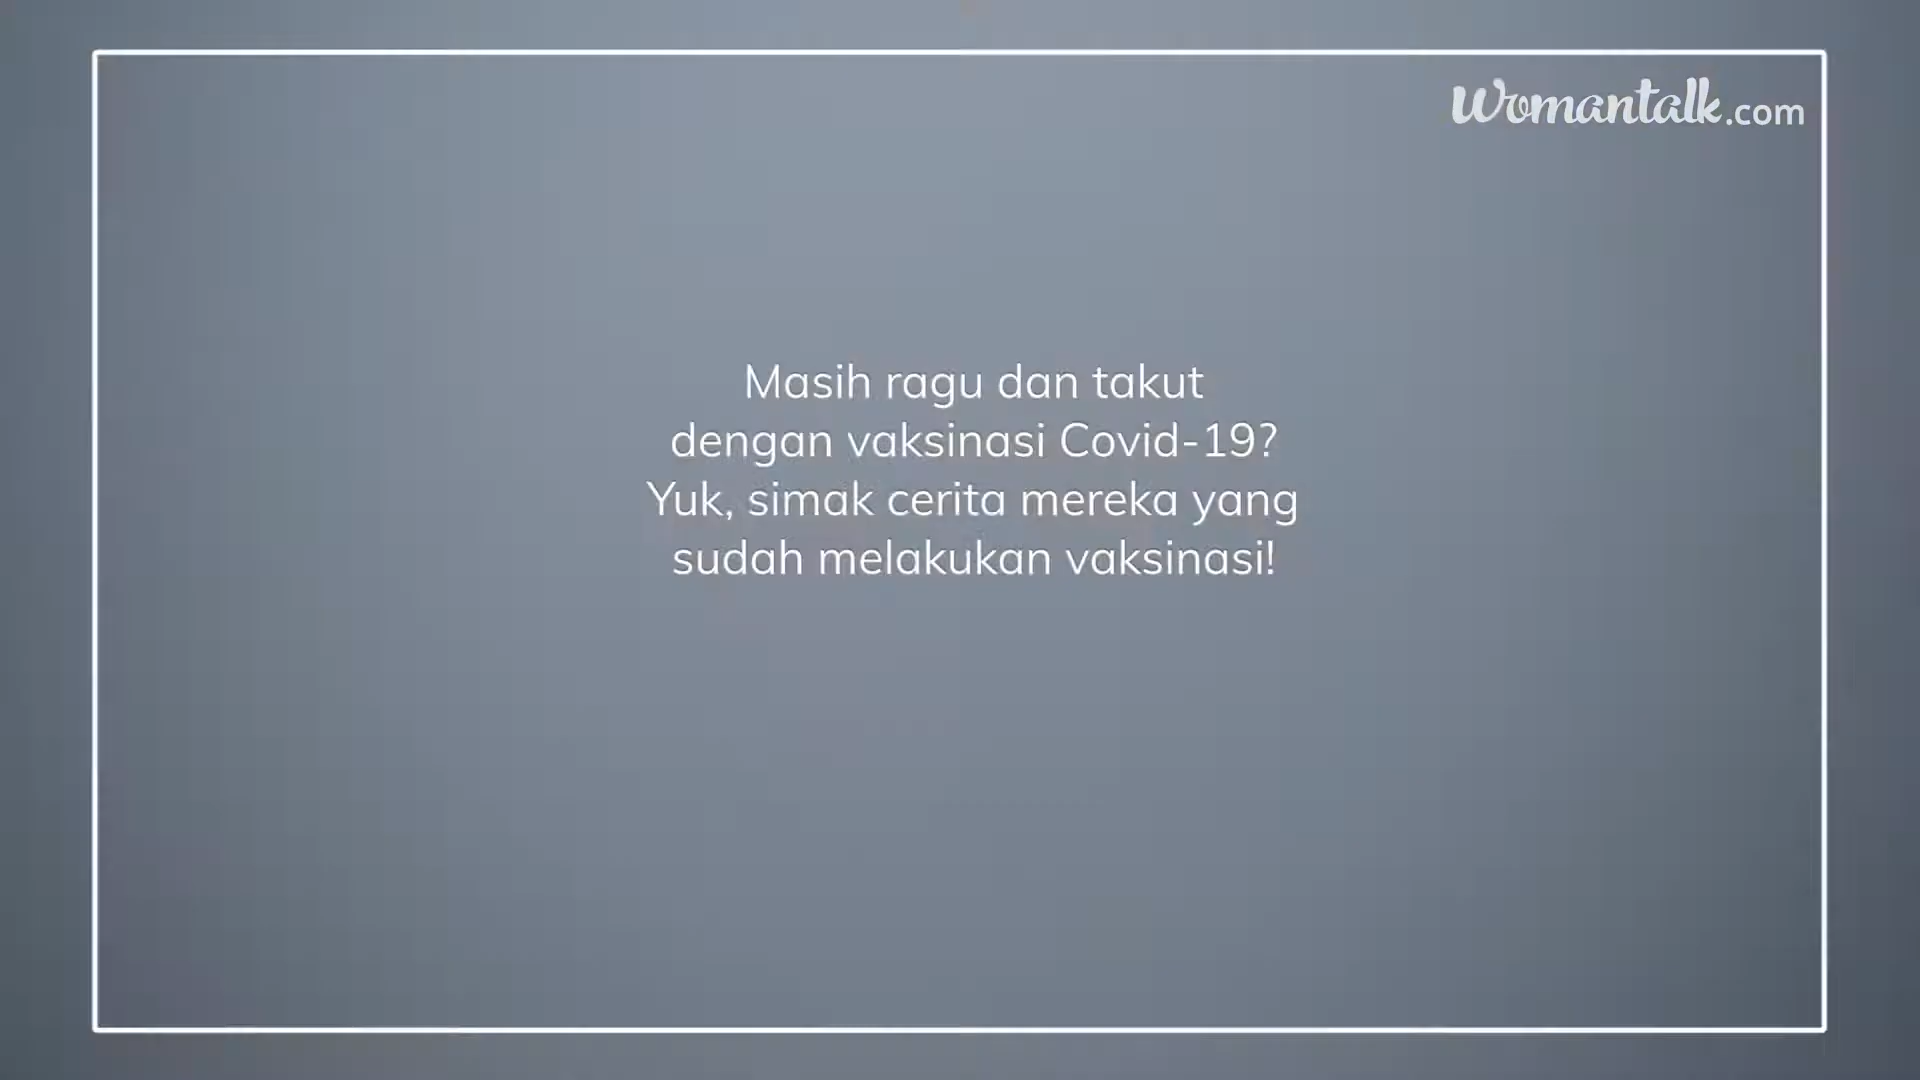 Womantalk.com
Masih ragu dan takut
dengan vaksinasi Covid-19?
Yuk, simak cerita mereka yang
sudah melakukan vaksinasi!